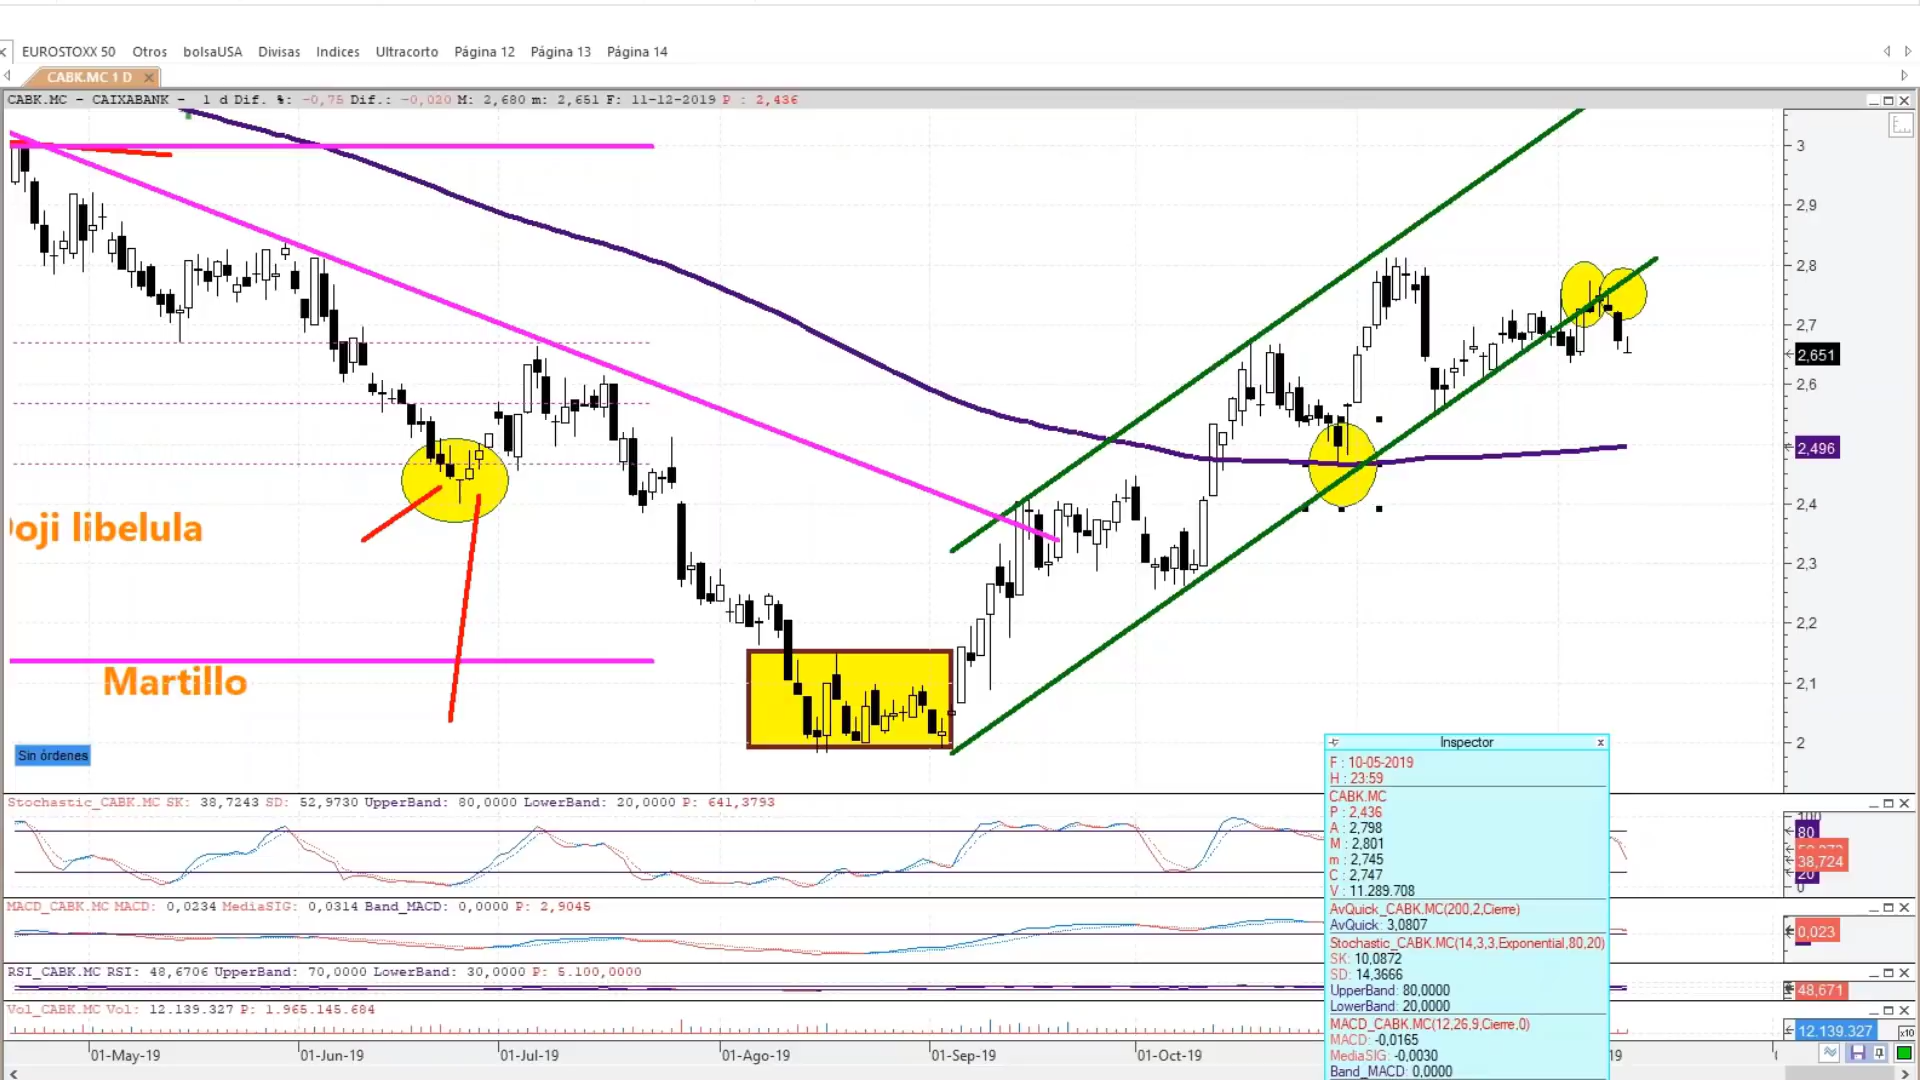 EUROSTOXX 50 Otros bolsaUSA Divisas Indices Ultracorto Página 12 Página 13 Página 14
CABK.MC 1 D
CABK.MC - CAIXABANK - 1 d Dif. %: -0,75 Dif.: -0,020 M: 2,680 m: 2,651 F: 11-12-2019 P : 2,436
3
2,9
2,8
2,7
2,651
2,6
2,496
2,4
2,3
2,2
2,1
2
oji libelula
Martillo
Sin órdenes
Inspector
F : 10-05-2019
H : 23:59
CABK.MC
P : 2,436
A : 2,798
M : 2,801
m : 2,745
C : 2,747
V : 11.289.708
AvQuick_CABK.MC(200,2,Cierre)
AvQuick: 3,0807
Stochastic_CABK.MC(14,3,3,Exponential,80,20)
SK: 10,0872
SD: 14,3666
UpperBand: 80,0000
LowerBand: 20,0000
MACD_CABK.MC(12,26,9,Cierre,0)
MACD: -0,0165
MediaSIG: -0,0030
Band_MACD: 0,0000
Stochastic_CABK.MC SK: 38,7243 SD: 52,9730 UpperBand: 80,0000 LowerBand: 20,0000 P: 641,3793
100
80
38,724
20
0
MACD_CABK.MC MACD: 0,0234 MediaSIG: 0,0314 Band_MACD: 0,0000 P: 2,9045
0,023
RSI_CABK.MC RSI: 48,6706 UpperBand: 70,0000 LowerBand: 30,0000 P: 5.100,0000
48,671
Vol_CABK.MC Vol: 12.139.327 P: 1.965.145.684
12.139.327
x10
01-May-19 01-Jun-19 01-Jul-19 01-Ago-19 01-Sep-19 01-Oct-19 19